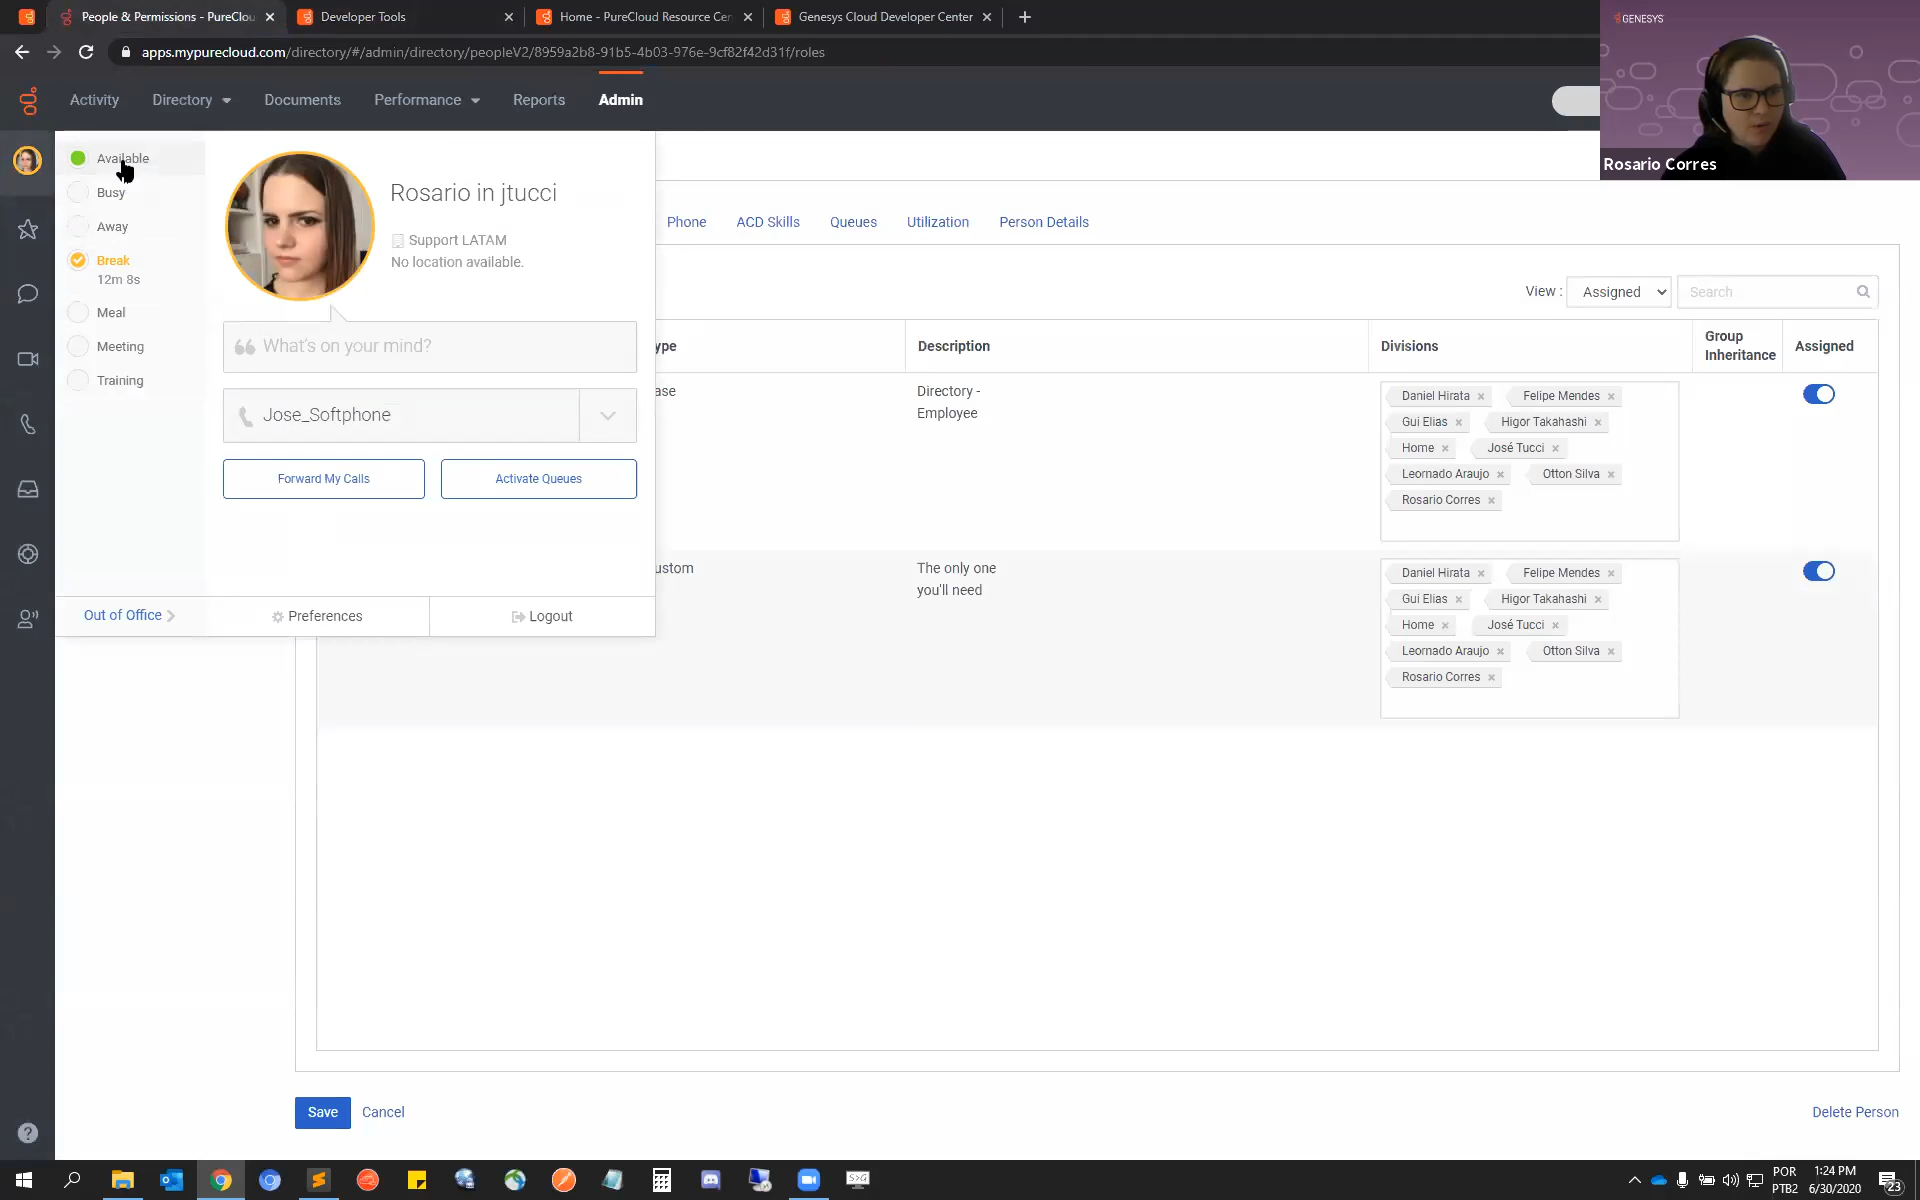 People & Permissions - PureClou
Developer Tools
Home - PureCloud Resource Cen
Genesys Cloud Developer Center
apps.mypurecloud.com/directory/#/admin/directory/peopleV2/8959a2b8-91b5-4b03-976e-9cf82f42d31f/roles
GENESYS
Rosario Corres
Activity
Directory
Documents
Performance
Reports
Admin
Available
Busy
Away
Break
12m 8s
Meal
Meeting
Training
Rosario in jtucci
Support LATAM
No location available.
What's on your mind?
Jose_Softphone
Forward My Calls
Activate Queues
Out of Office
Preferences
Logout
Phone
ACD Skills
Queues
Utilization
Person Details
View :
Assigned
Search
ype
Description
Divisions
Group
Inheritance
Assigned
ase
Directory -
Employee
Daniel Hirata
Felipe Mendes
Gui Elias
Higor Takahashi
Home
José Tucci
Leornado Araujo
Otton Silva
Rosario Corres
ustom
The only one
you'll need
Daniel Hirata
Felipe Mendes
Gui Elias
Higor Takahashi
Home
José Tucci
Leornado Araujo
Otton Silva
Rosario Corres
Save
Cancel
Delete Person
POR
PTB2
1:24 PM
6/30/2020
23